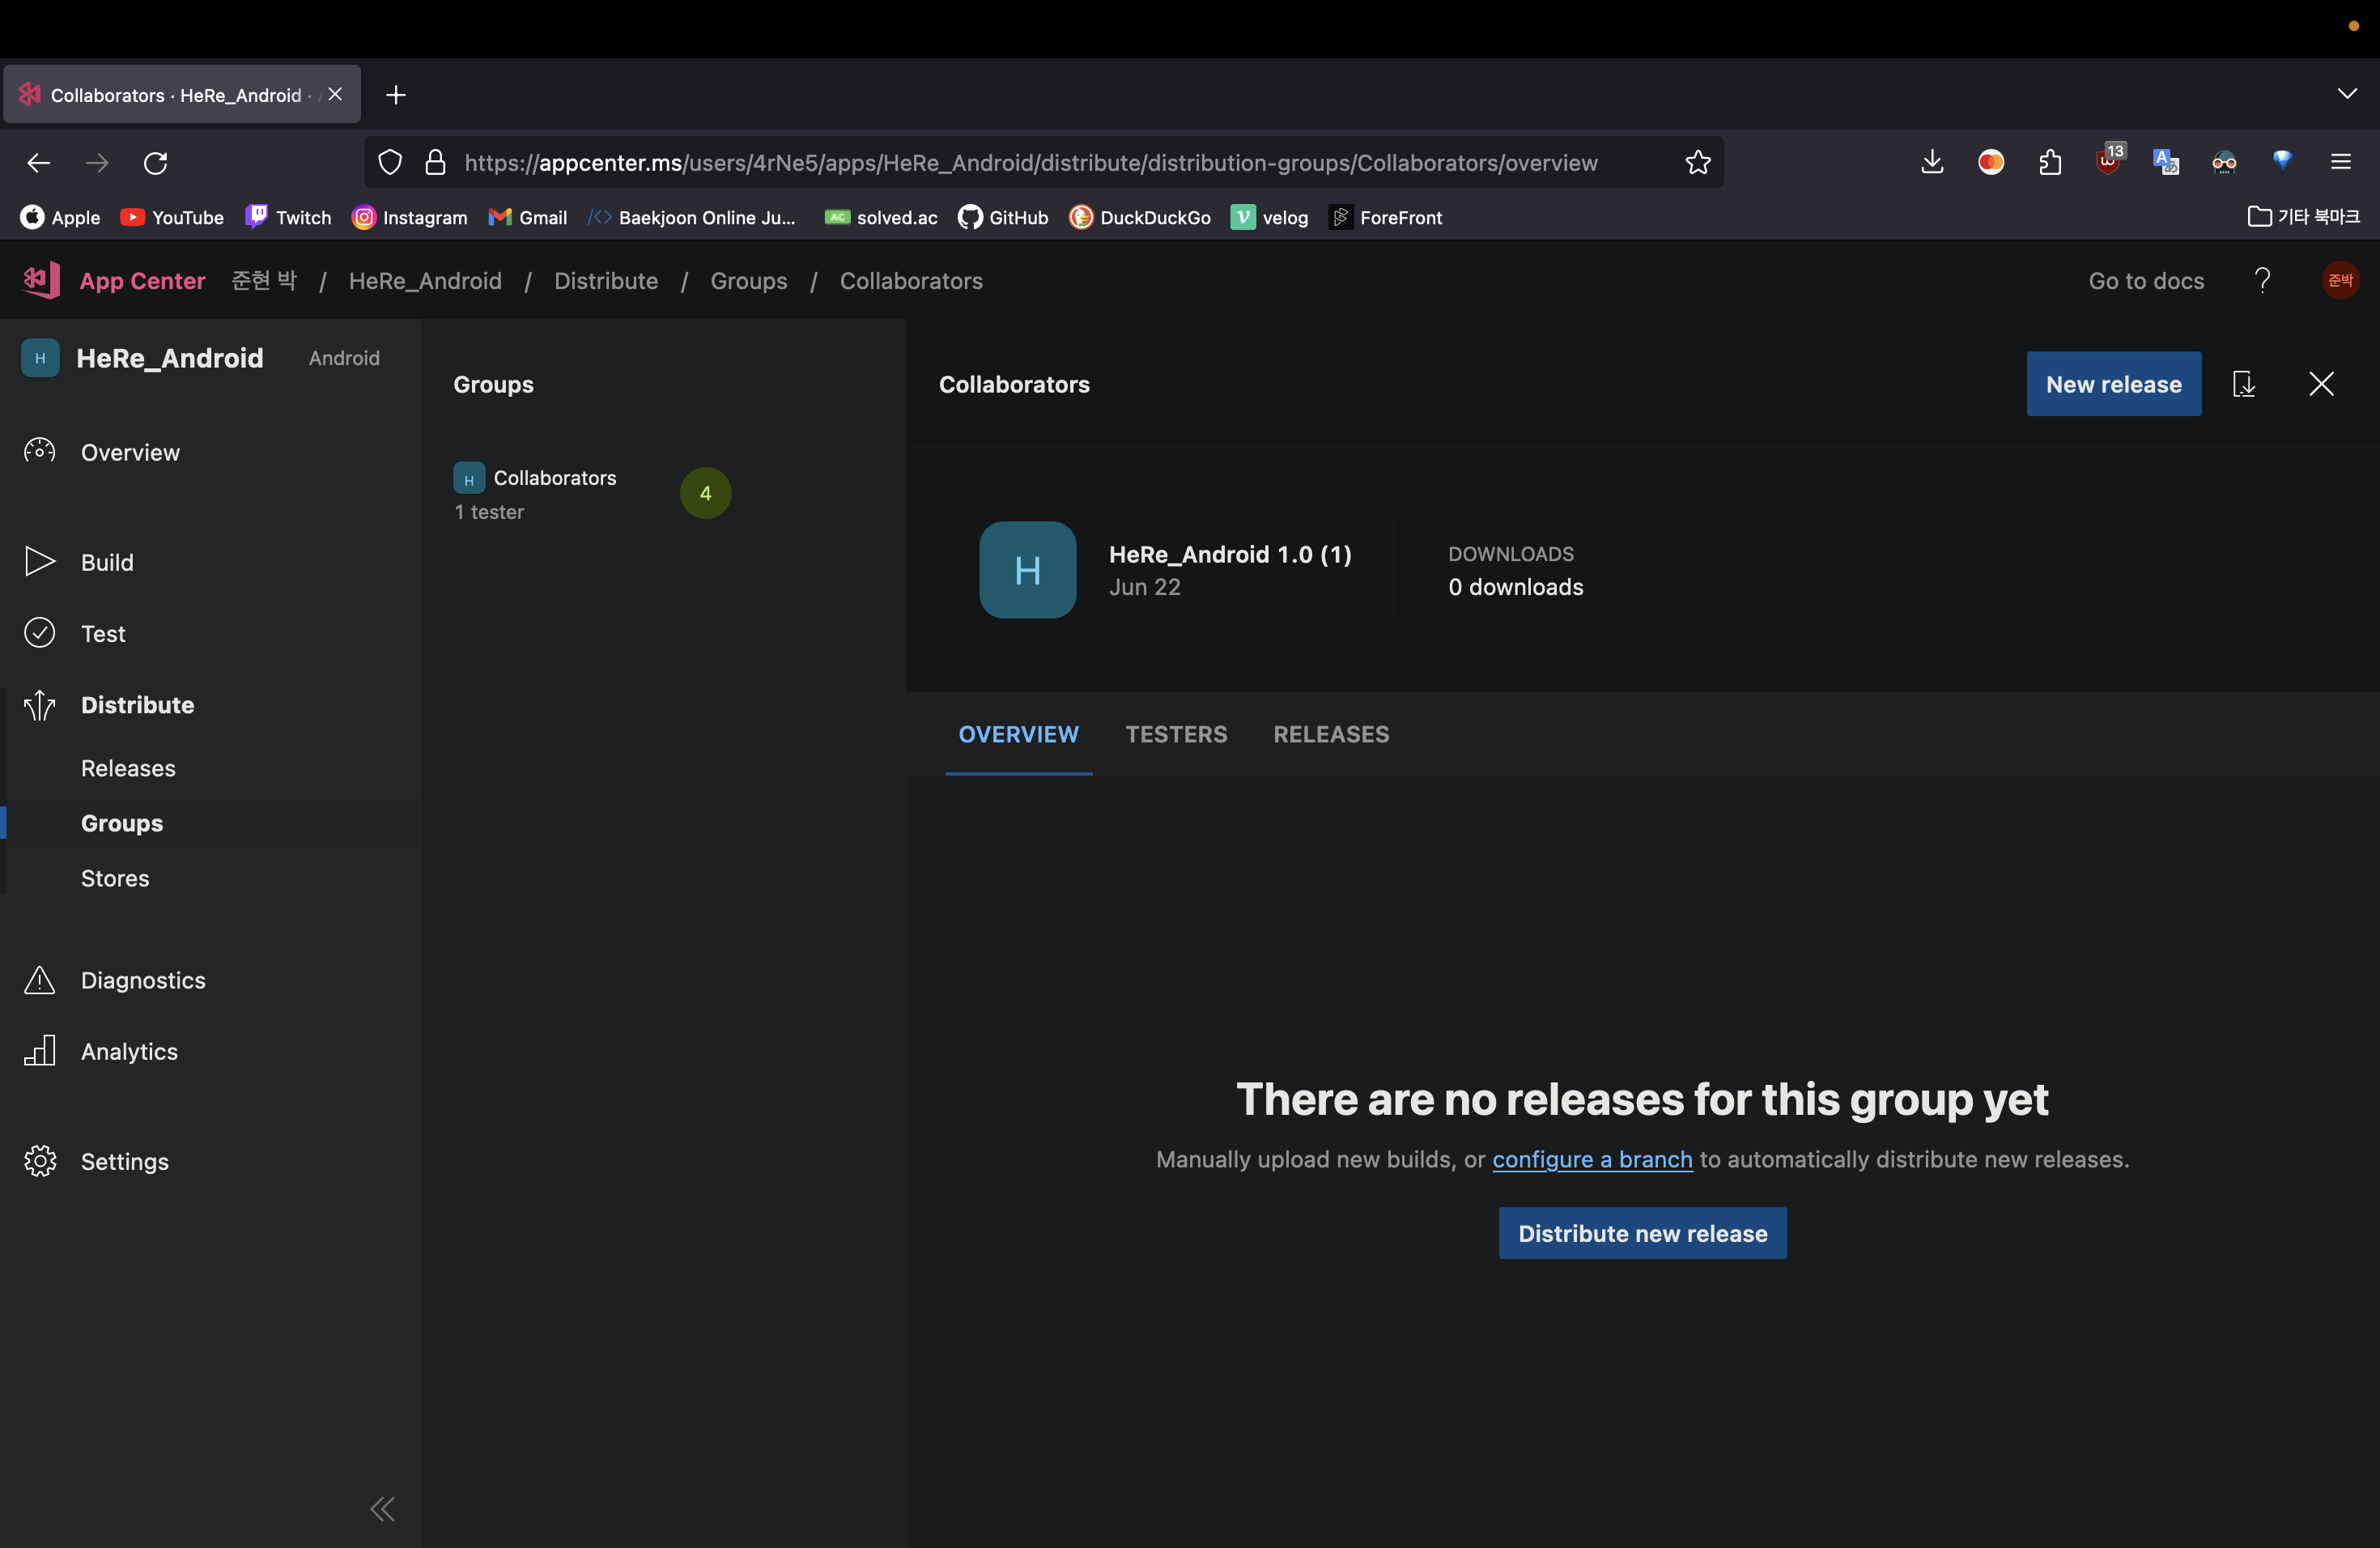 Collaborators · HeRe_Android ·
https://appcenter.ms/users/4rNe5/apps/HeRe_Android/distribute/distribution-groups/Collaborators/overview
13
Apple YouTube Twitch Instagram Gmail Baekjoon Online Ju... solved.ac GitHub DuckDuckGo velog ForeFront 기타 북마크
App Center 준현 박 / HeRe_Android / Distribute / Groups / Collaborators Go to docs ? 준박
H HeRe_Android Android
Overview
Build
Test
Distribute
Releases
Groups
Stores
Diagnostics
Analytics
Settings
Groups
H Collaborators
1 tester
4
Collaborators
New release
H
HeRe_Android 1.0 (1)
Jun 22
DOWNLOADS
0 downloads
OVERVIEW TESTERS RELEASES
There are no releases for this group yet
Manually upload new builds, or configure a branch to automatically distribute new releases.
Distribute new release